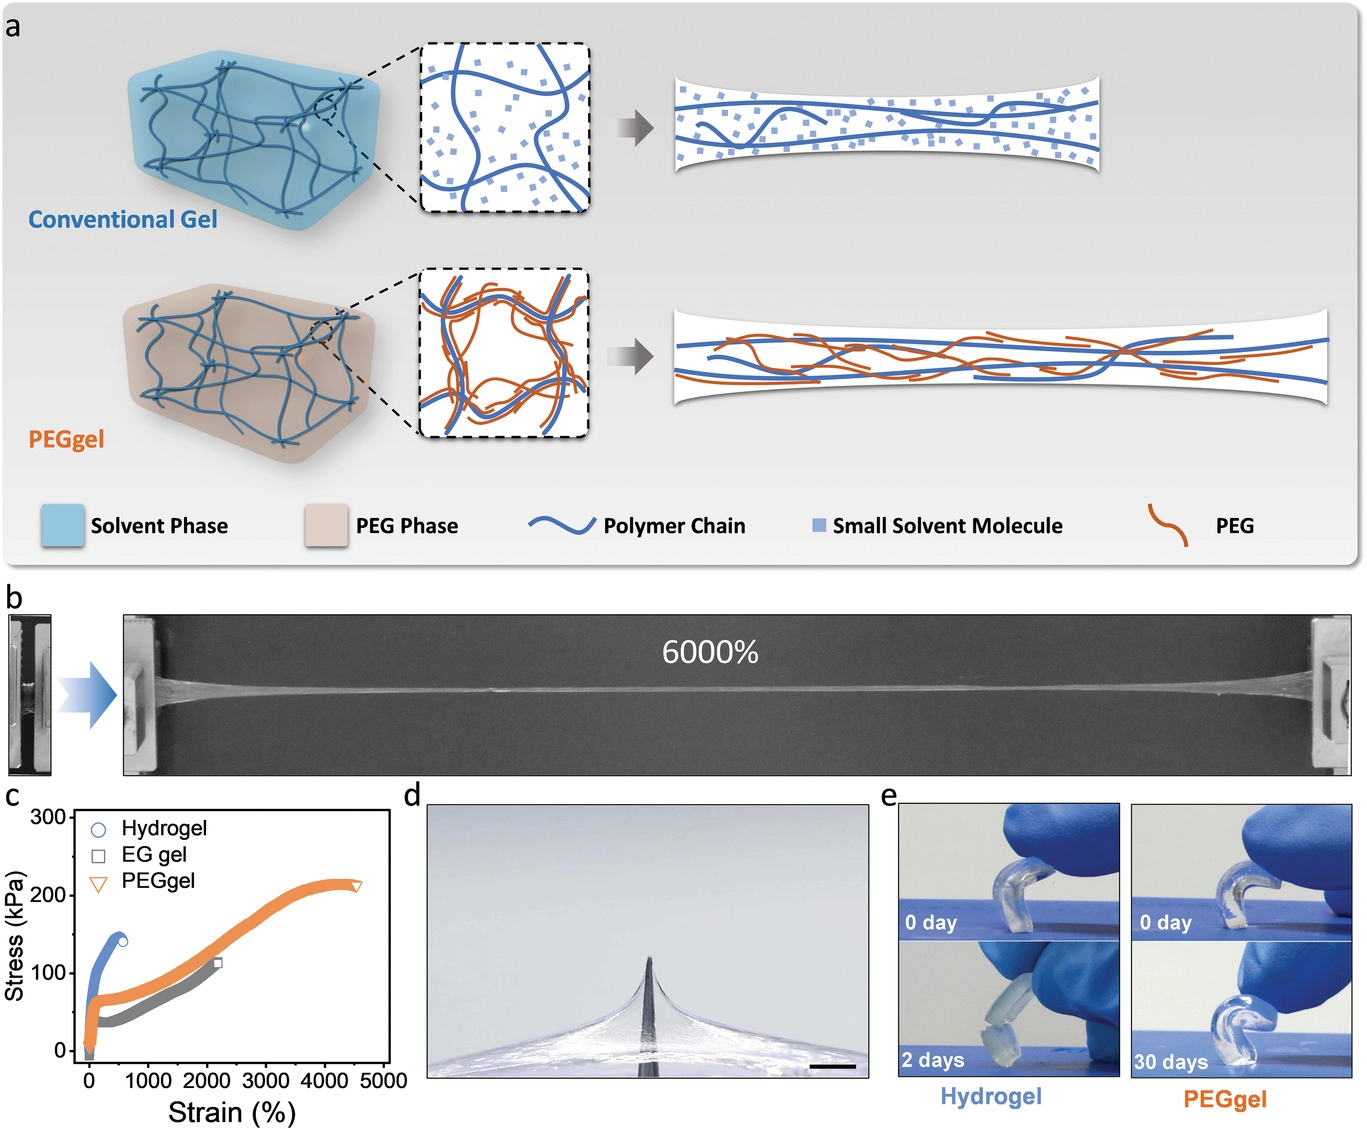 a
Conventional Gel
PEGgel
Solvent Phase
PEG Phase
Polymer Chain
Small Solvent Molecule
PEG
b
6000%
c
Hydrogel
EG gel
PEGgel
300
200
100
0
Stress (kPa)
0 1000 2000 3000 4000 5000
Strain (%)
d
e
0 day
0 day
2 days
30 days
Hydrogel
PEGgel